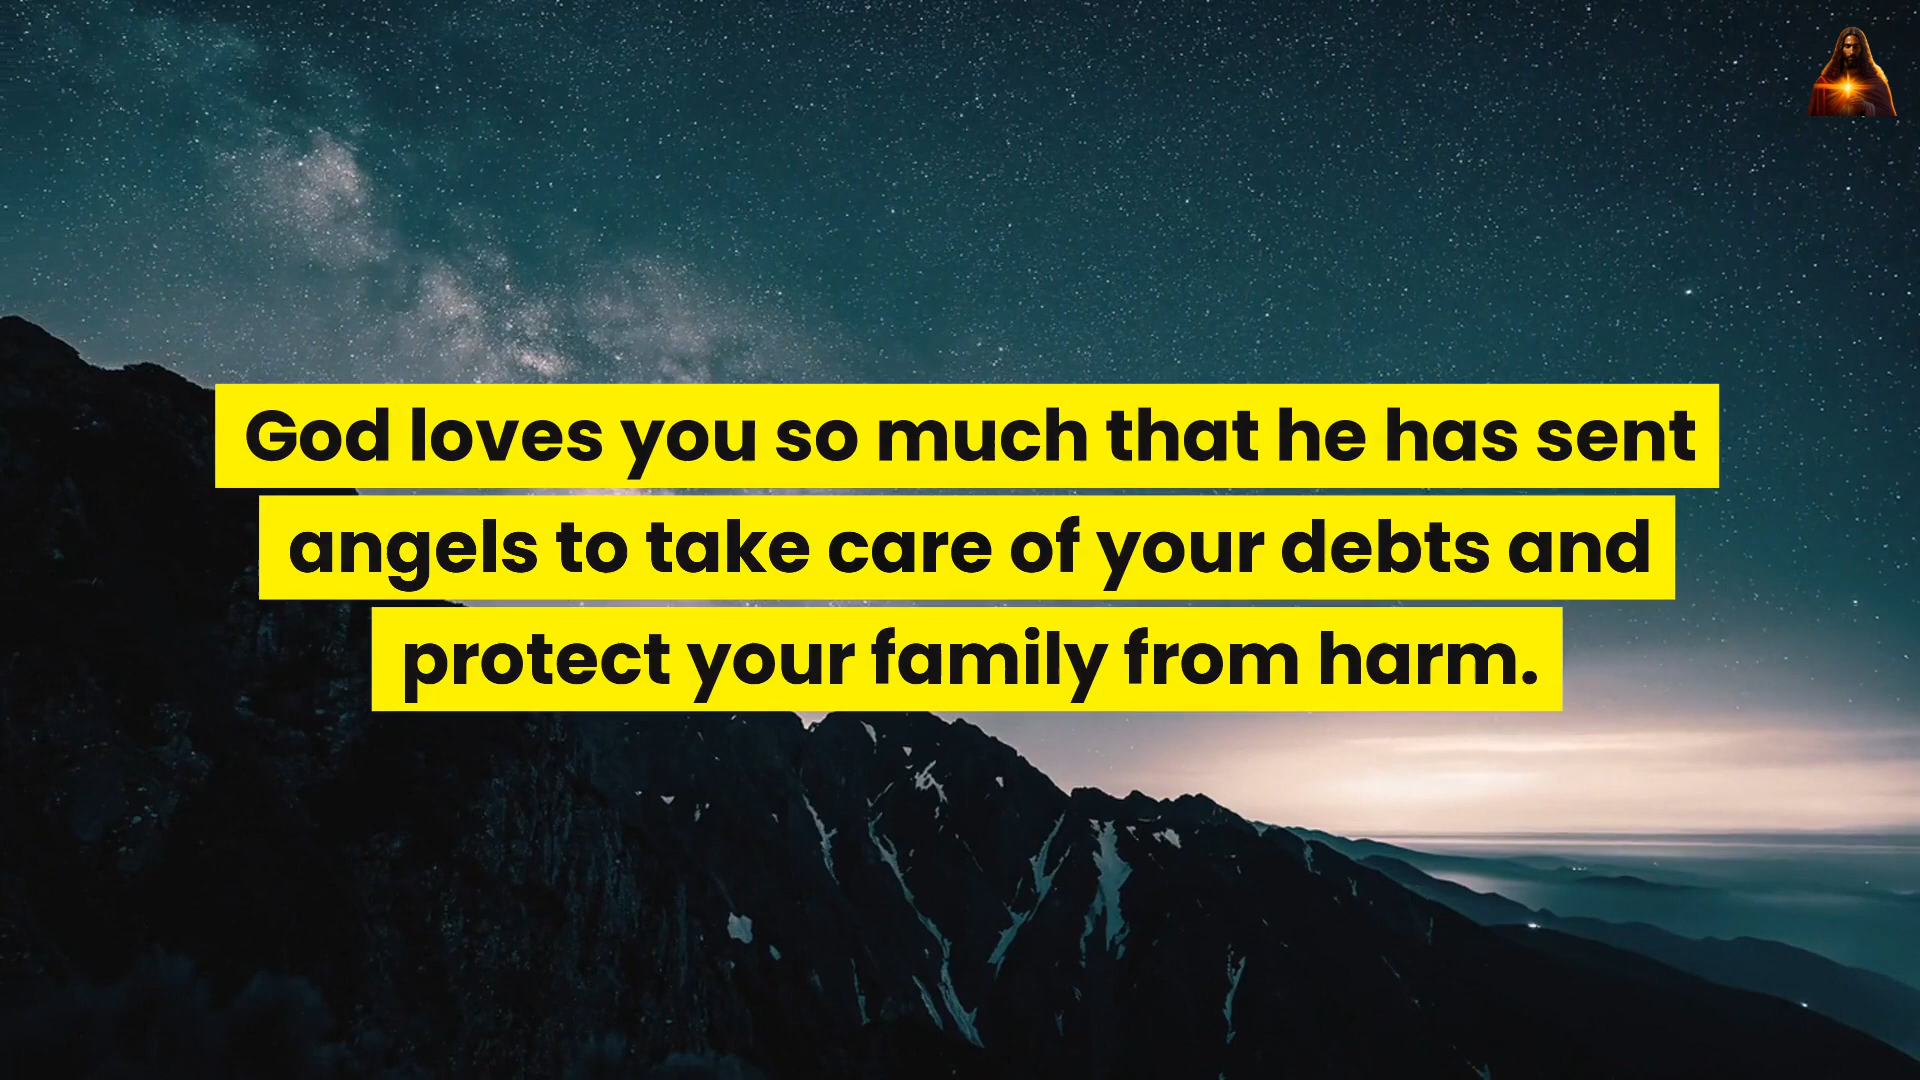 God loves you so much that he has sent
angels to take care of your debts and
protect your family from harm.